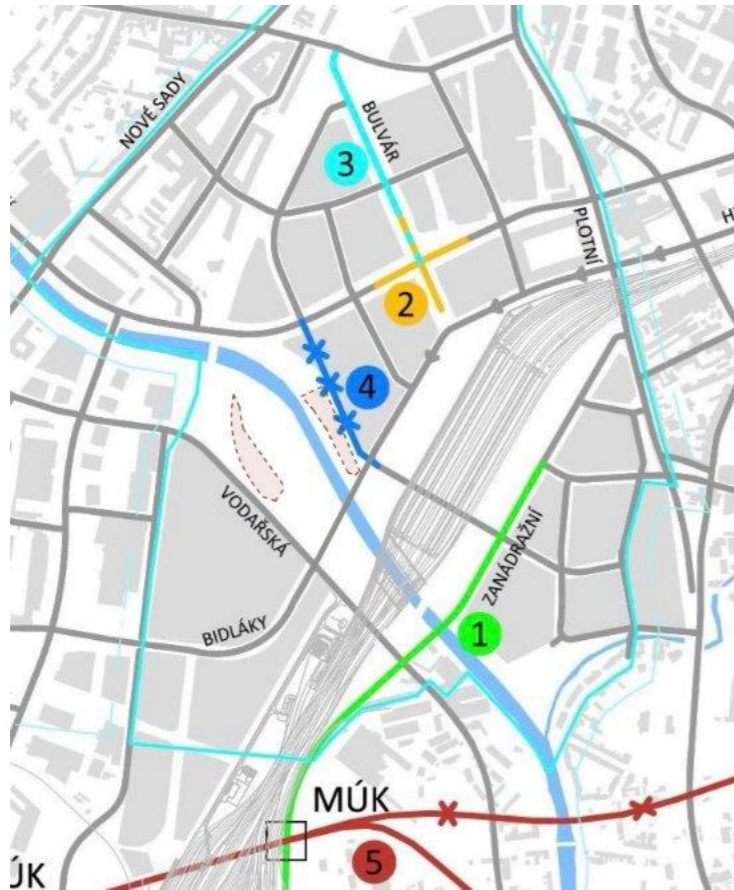 NOVÉ SADY
BULVÁR
3
PLOTNÍ
2
4
VODAŘSKÁ
ZANÁDRAŽNÍ
BIDLÁKY
1
MÚK
5
ÚK